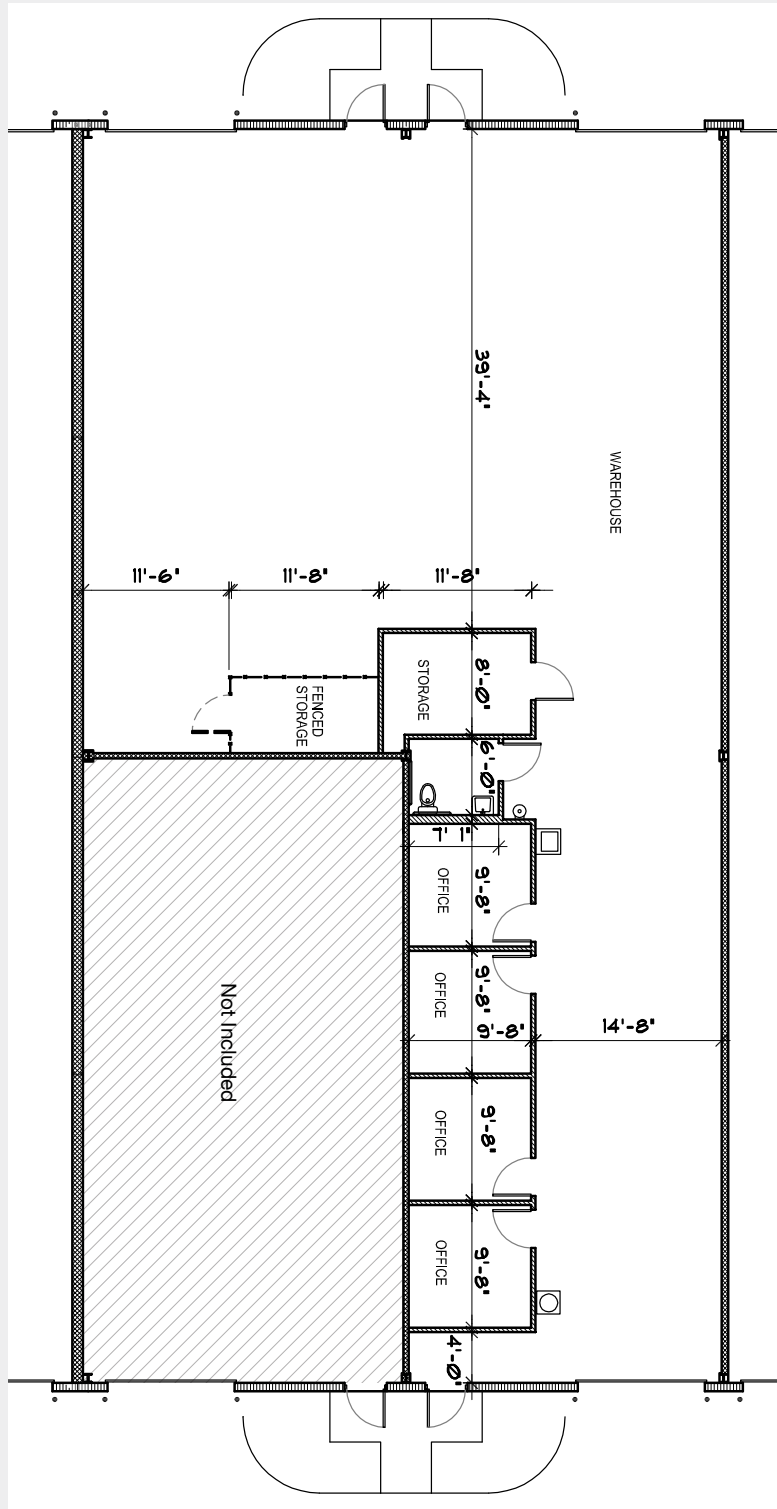 39'-4"
WAREHOUSE
11'-6"
11'-8"
11'-8"
STORAGE
8'-0"
FENCED
STORAGE
6'-0"
7' 1"
OFFICE
9'-8"
OFFICE
9'-8"
9'-8"
14'-8"
Not Included
OFFICE
9'-8"
OFFICE
9'-8"
4'-0"